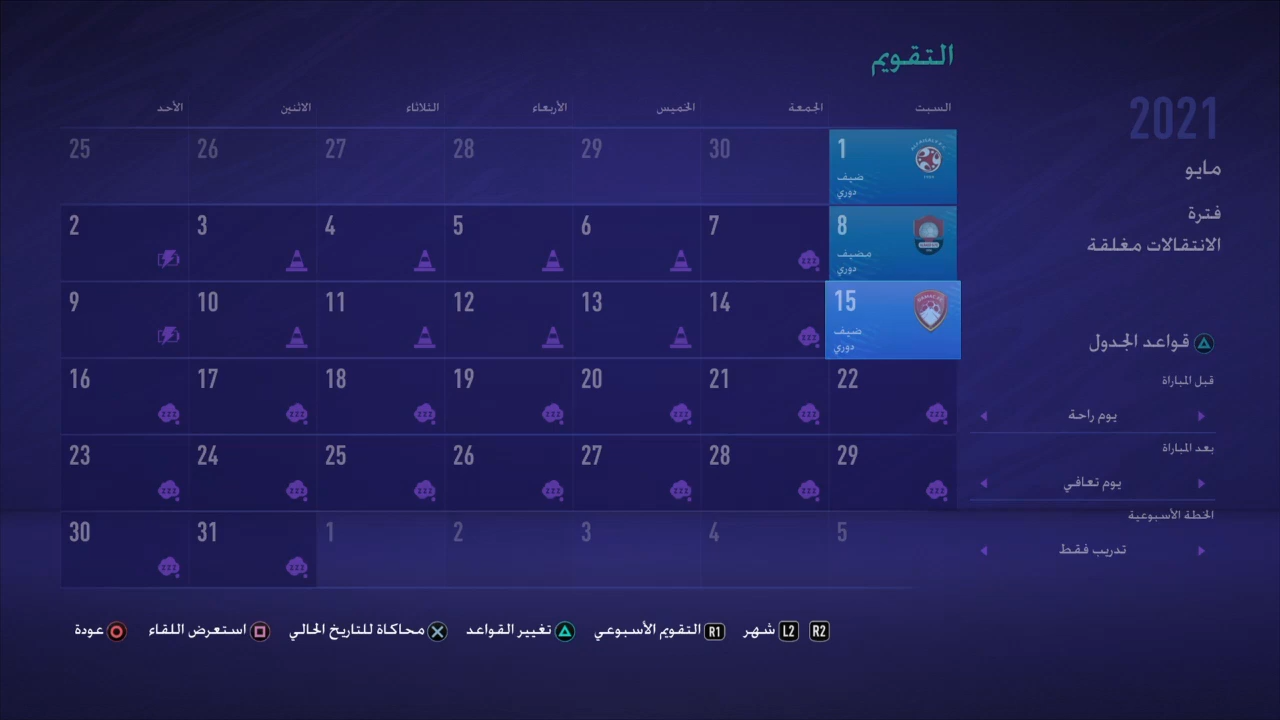 التقويم
السبت الجمعة الخميس الأربعاء الثلاثاء الاثنين الأحد
25 26 27 28 29 30 1
ضيف
دوري
2 3 4 5 6 7 8
مضيف
دوري
9 10 11 12 13 14 15
ضيف
دوري
16 17 18 19 20 21 22
23 24 25 26 27 28 29
30 31 1 2 3 4 5
2021
مايو
فترة
الانتقالات مغلقة
قواعد الجدول
قبل المباراة
يوم راحة
بعد المباراة
يوم تعافي
الخطة الأسبوعية
تدريب فقط
R2 L2 شهر R1 التقويم الأسبوعي تغيير القواعد محاكاة للتاريخ الحالي استعرض اللقاء عودة